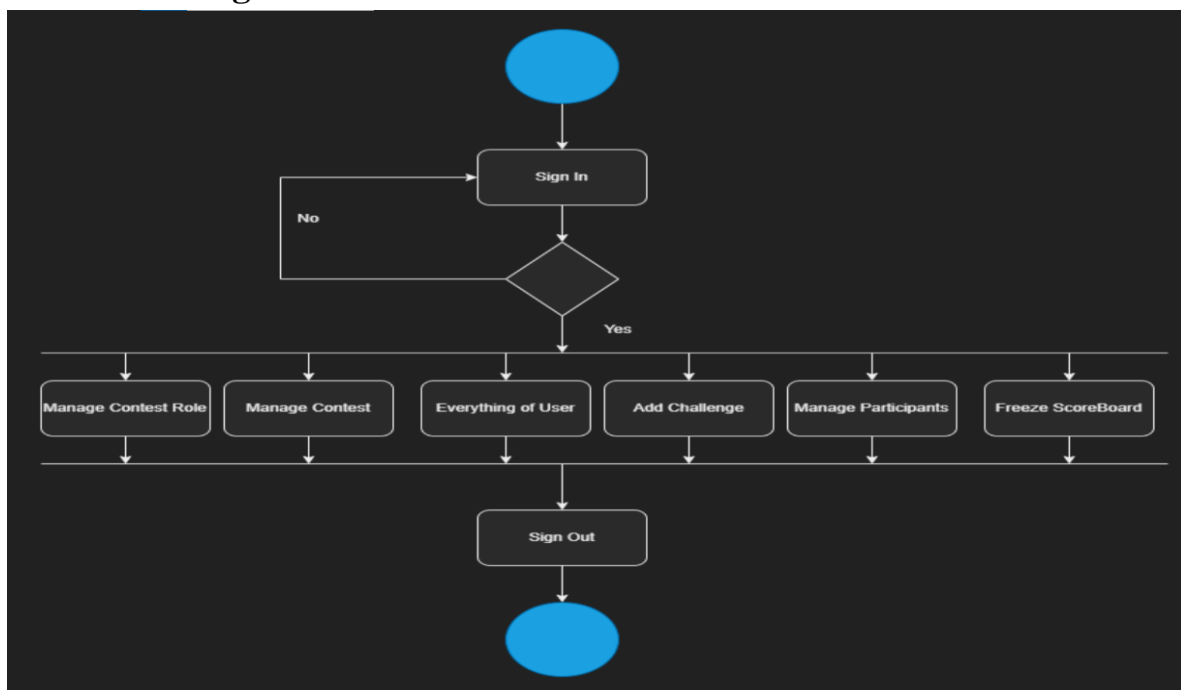 Sign In
No
Yes
Manage Contest Role
Manage Contest
Everything of User
Add Challenge
Manage Participants
Freeze ScoreBoard
Sign Out